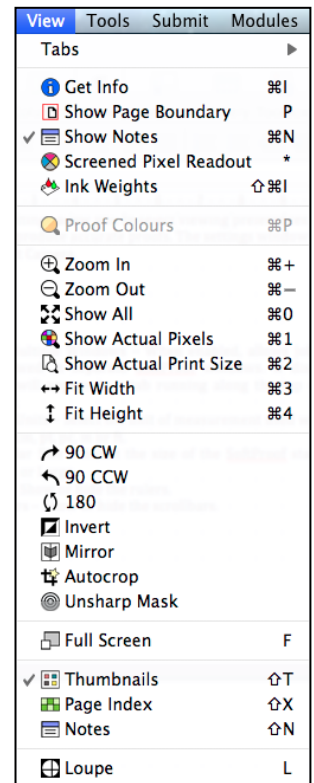 View Tools Submit Modules
Tabs ▶
Get Info ⌘I
Show Page Boundary P
✓ Show Notes ⌘N
Screened Pixel Readout *
Ink Weights ⇧⌘I
Proof Colours ⌘P
Zoom In ⌘+
Zoom Out ⌘−
Show All ⌘0
Show Actual Pixels ⌘1
Show Actual Print Size ⌘2
Fit Width ⌘3
Fit Height ⌘4
90 CW
90 CCW
180
Invert
Mirror
Autocrop
Unsharp Mask
Full Screen F
✓ Thumbnails ⇧T
Page Index ⇧X
Notes ⇧N
Loupe L